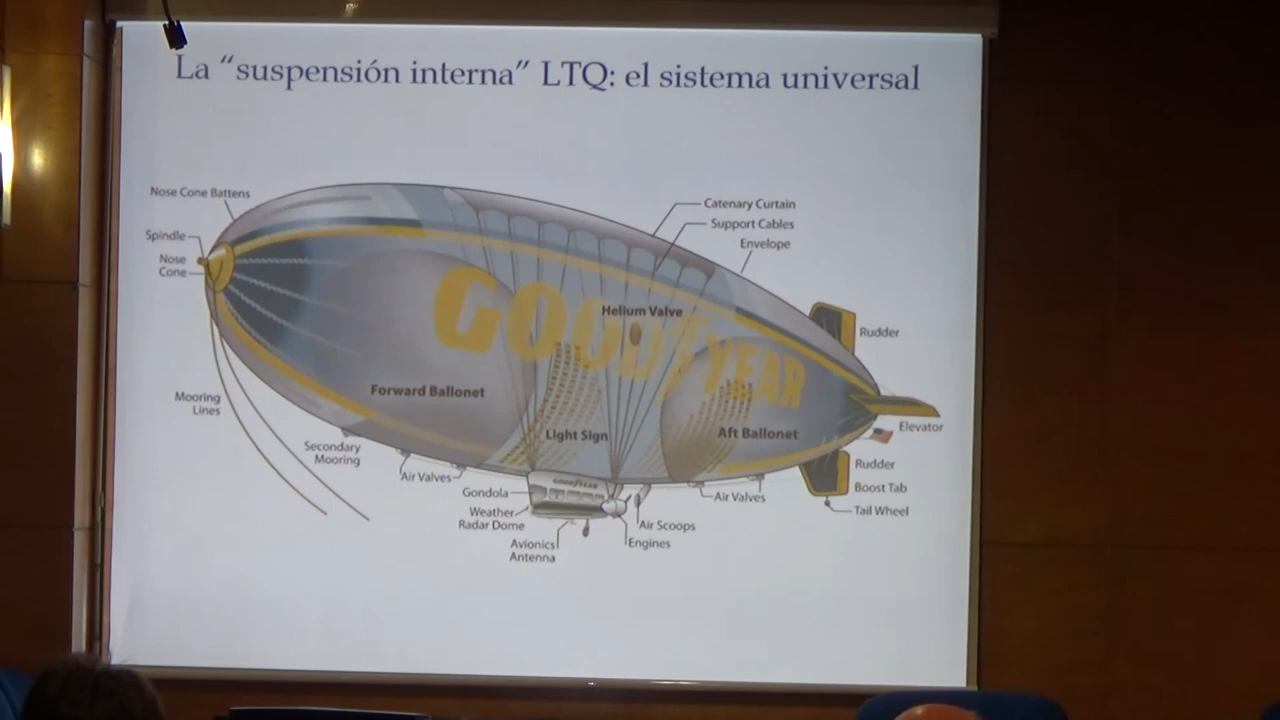 La “suspensión interna” LTQ: el sistema universal
Nose Cone Battens
Spindle
Nose
Cone
Mooring
Lines
Secondary
Mooring
Air Valves
Gondola
Weather
Radar Dome
Avionics
Antenna
Forward Ballonet
GOODYEAR
Helium Valve
Light Sign
Aft Ballonet
GOODYEAR
Catenary Curtain
Support Cables
Envelope
Rudder
Elevator
Rudder
Boost Tab
Tail Wheel
Air Valves
Air Scoops
Engines